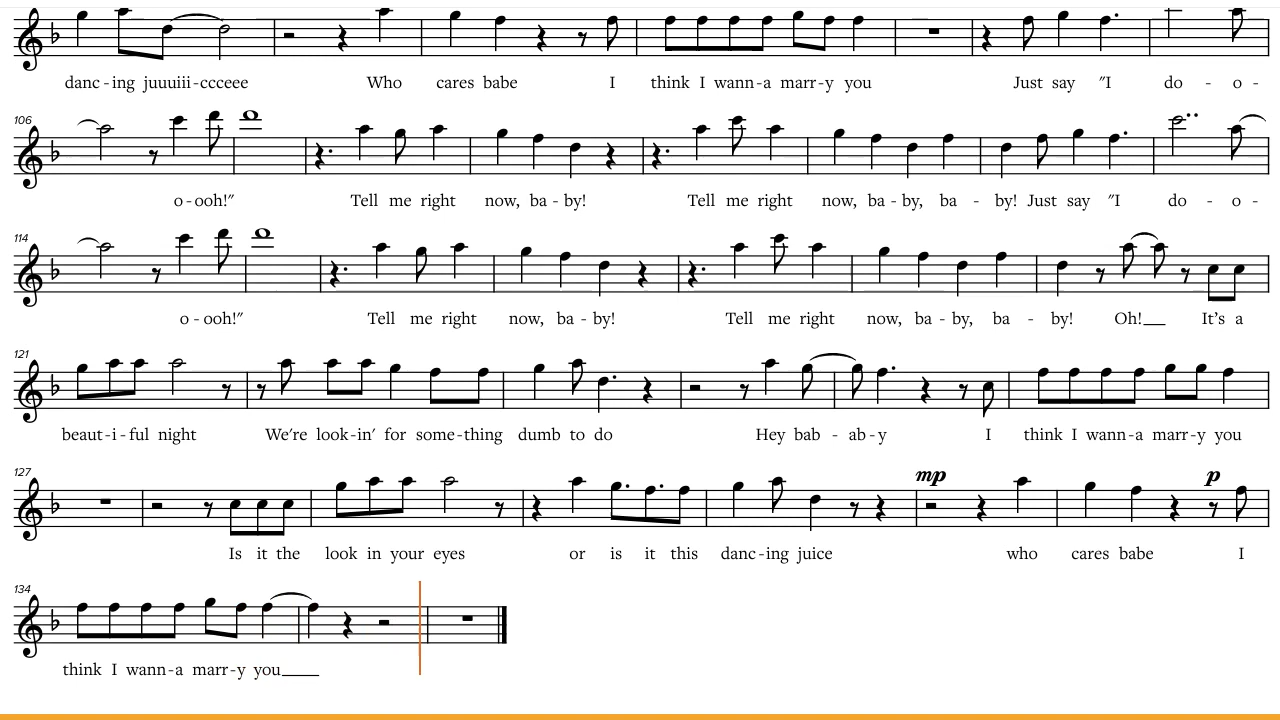 danc - ing juuuiii - ccceee Who cares babe I think I wann - a marr - y you Just say "I do - o -
106
o - ooh!" Tell me right now, ba - by! Tell me right now, ba - by, ba - by! Just say "I do - o -
114
o - ooh!" Tell me right now, ba - by! Tell me right now, ba - by, ba - by! Oh!__ It's a
121
beaut - i - ful night We're look - in' for some - thing dumb to do Hey bab - ab - y I think I wann - a marr - y you
127
mp p
Is it the look in your eyes or is it this danc - ing juice who cares babe I
134
think I wann - a marr - y you____